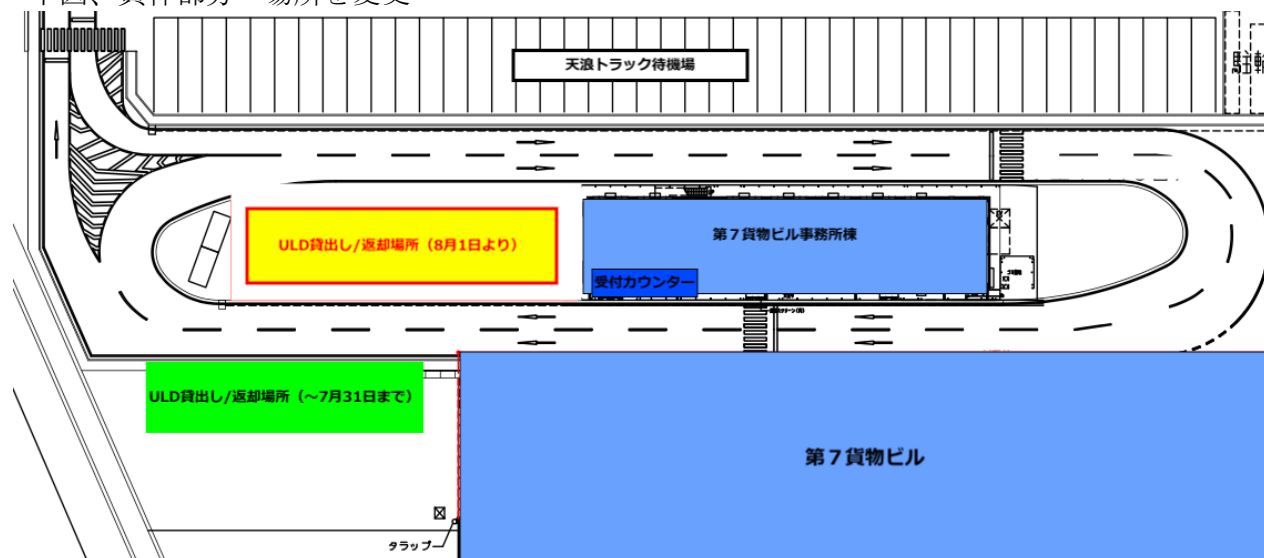 天浪トラック待機場
駐輪
ULD貸出し/返却場所（8月1日より）
第７貨物ビル事務所棟
受付カウンター
ULD貸出し/返却場所（～7月31日まで）
第７貨物ビル
タラップ